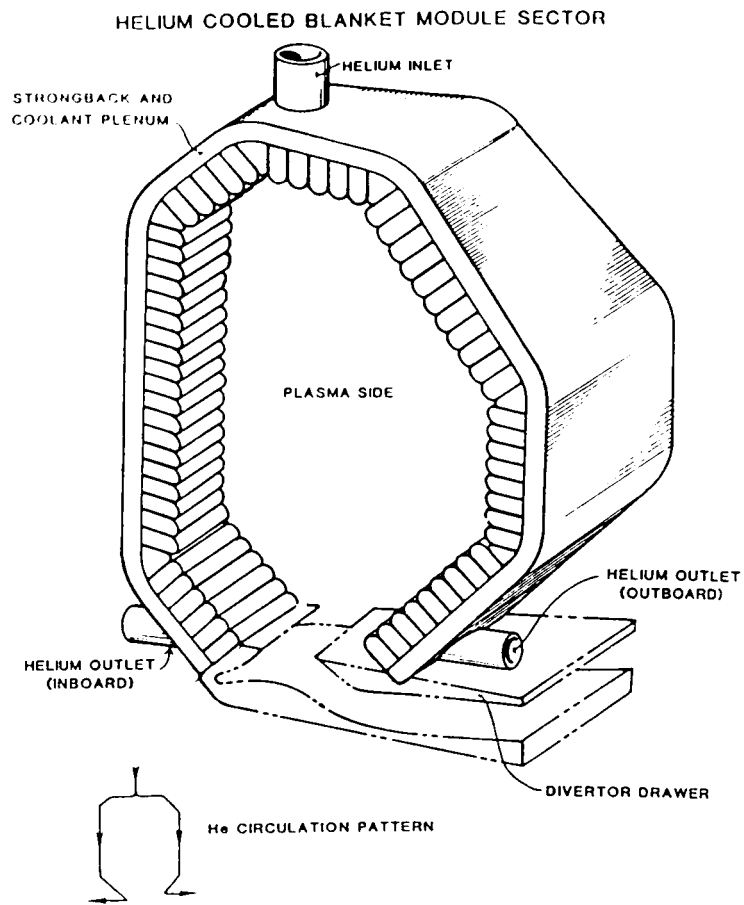 HELIUM COOLED BLANKET MODULE SECTOR
HELIUM INLET
STRONGBACK AND
COOLANT PLENUM
PLASMA SIDE
HELIUM OUTLET
(OUTBOARD)
HELIUM OUTLET
(INBOARD)
DIVERTOR DRAWER
He CIRCULATION PATTERN